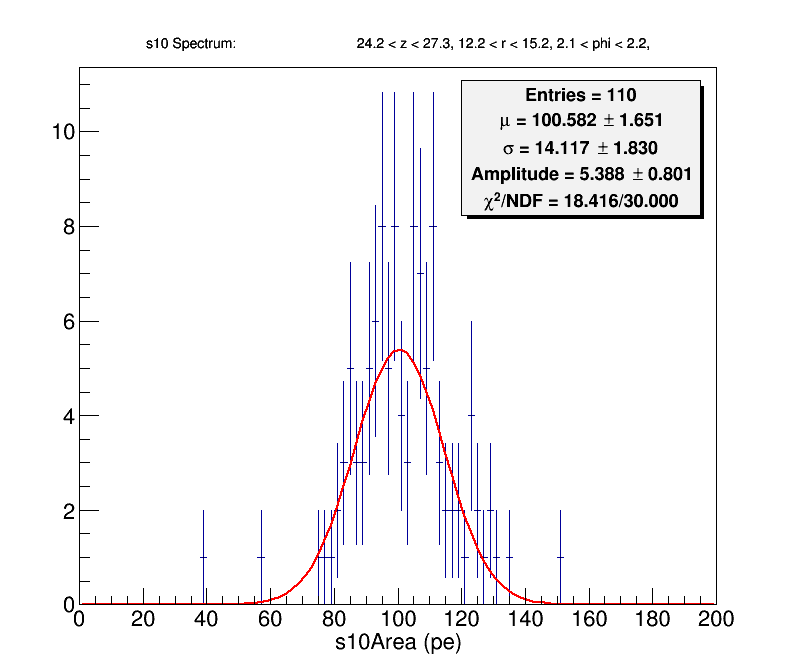 s10 Spectrum: 24.2 < z < 27.3, 12.2 < r < 15.2, 2.1 < phi < 2.2,
Entries = 110
μ = 100.582 ± 1.651
σ = 14.117 ± 1.830
Amplitude = 5.388 ± 0.801
χ²/NDF = 18.416/30.000
10
8
6
4
2
0
0 20 40 60 80 100 120 140 160 180 200
s10Area (pe)